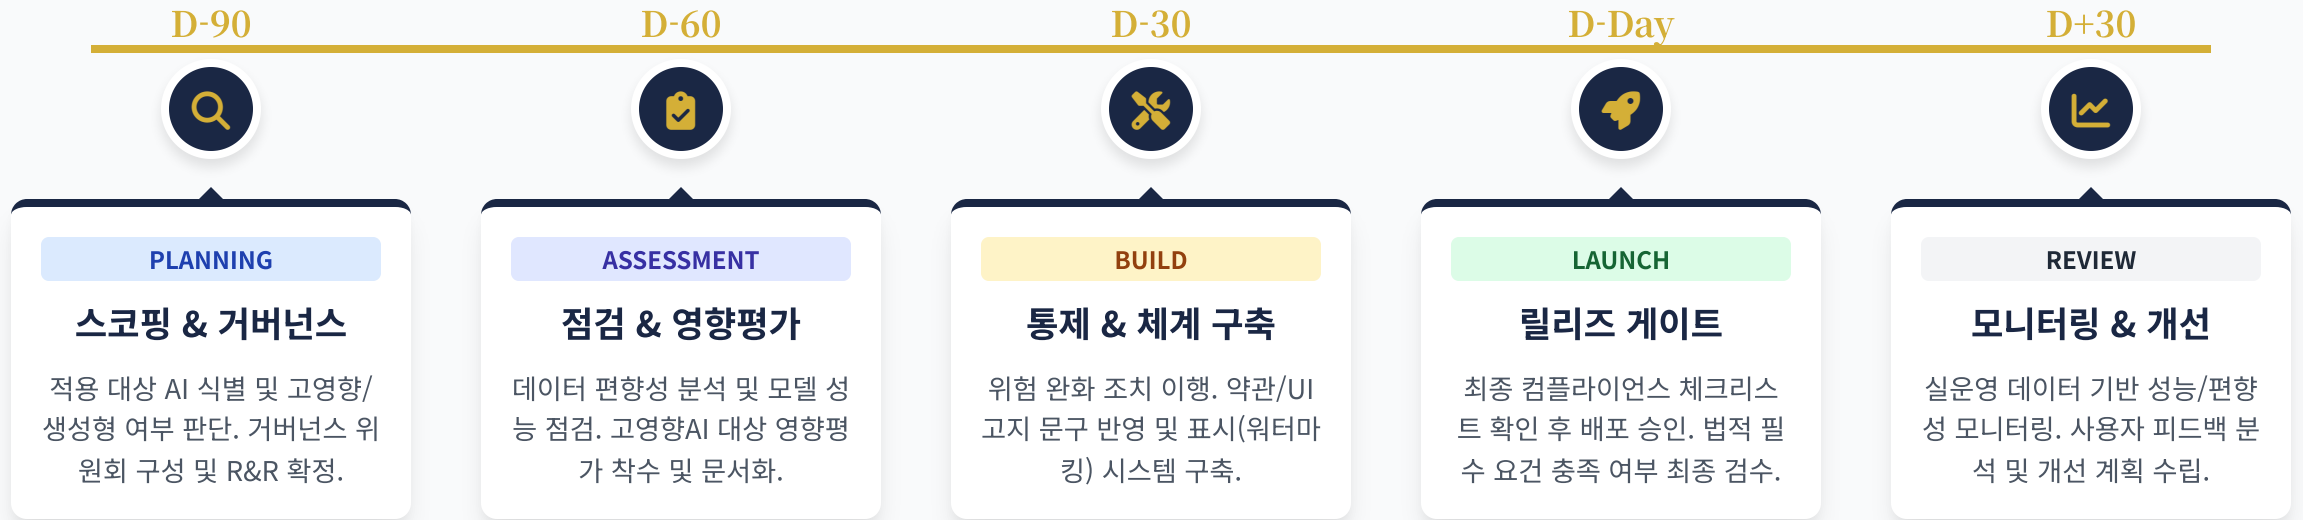 D-90
D-60
D-30
D-Day
D+30
PLANNING
스코핑 & 거버넌스
적용 대상 AI 식별 및 고영향/
생성형 여부 판단. 거버넌스 위
원회 구성 및 R&R 확정.
ASSESSMENT
점검 & 영향평가
데이터 편향성 분석 및 모델 성
능 점검. 고영향AI 대상 영향평
가 착수 및 문서화.
BUILD
통제 & 체계 구축
위험 완화 조치 이행. 약관/UI
고지 문구 반영 및 표시(워터마
킹) 시스템 구축.
LAUNCH
릴리즈 게이트
최종 컴플라이언스 체크리스
트 확인 후 배포 승인. 법적 필
수 요건 충족 여부 최종 검수.
REVIEW
모니터링 & 개선
실운영 데이터 기반 성능/편향
성 모니터링. 사용자 피드백 분
석 및 개선 계획 수립.